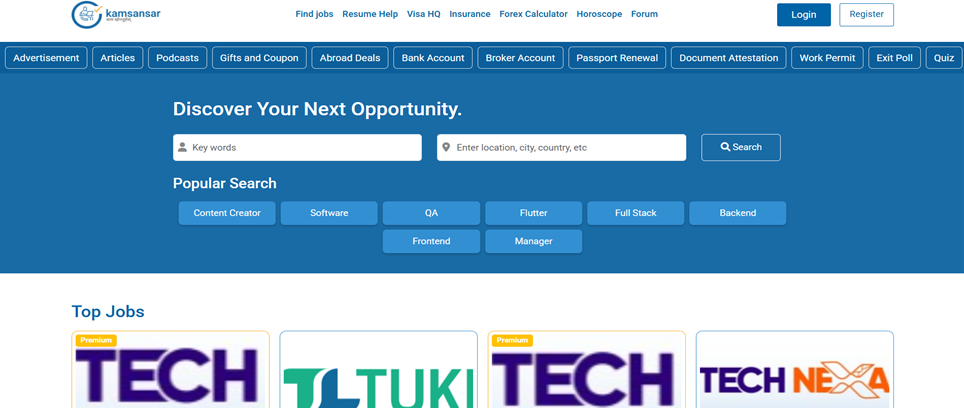 kamsansar
Find jobs Resume Help Visa HQ Insurance Forex Calculator Horoscope Forum
Login Register
Advertisement Articles Podcasts Gifts and Coupon Abroad Deals Bank Account Broker Account Passport Renewal Document Attestation Work Permit Exit Poll Quiz
Discover Your Next Opportunity.
Key words Enter location, city, country, etc Search
Popular Search
Content Creator Software QA Flutter Full Stack Backend
Frontend Manager
Top Jobs
Premium Premium
TECH TUKI TECH TECH NEXA